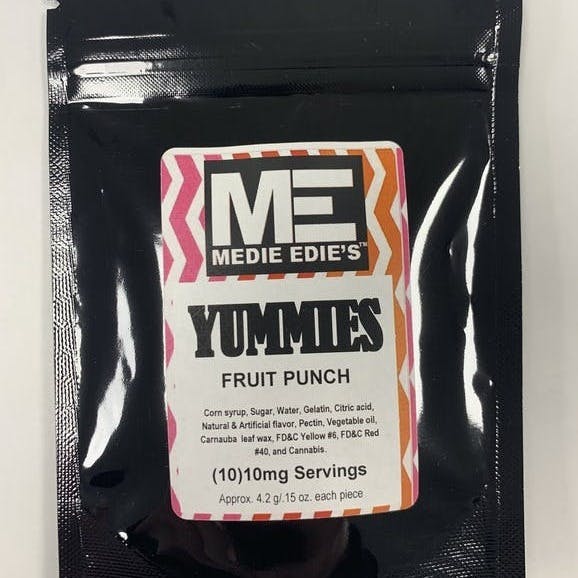 ME
MEDIE EDIE'S™
YUMMIES
FRUIT PUNCH
Corn syrup, Sugar, Water, Gelatin, Citric acid,
Natural & Artificial flavor, Pectin, Vegetable oil,
Carnauba leaf wax, FD&C Yellow #6, FD&C Red
#40, and Cannabis.
(10)10mg Servings
Approx. 4.2 g/.15 oz. each piece